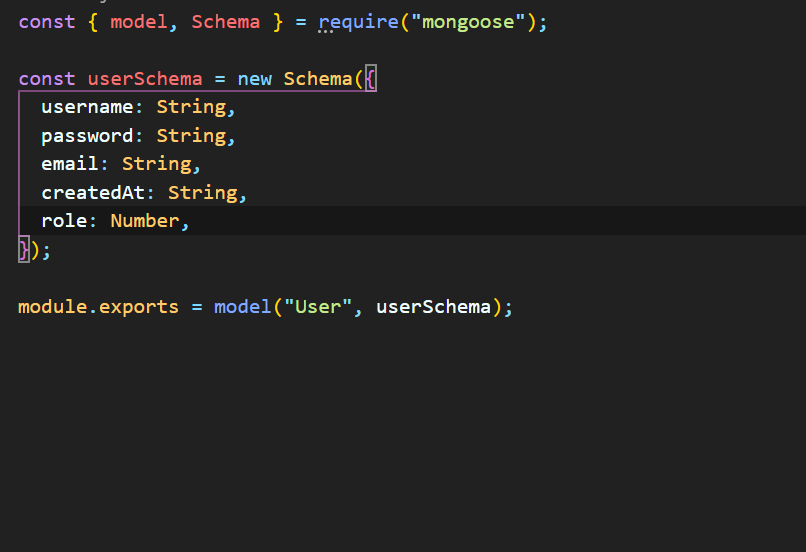 const { model, Schema } = require("mongoose");
const userSchema = new Schema({
username: String,
password: String,
email: String,
createdAt: String,
role: Number,
});
module.exports = model("User", userSchema);